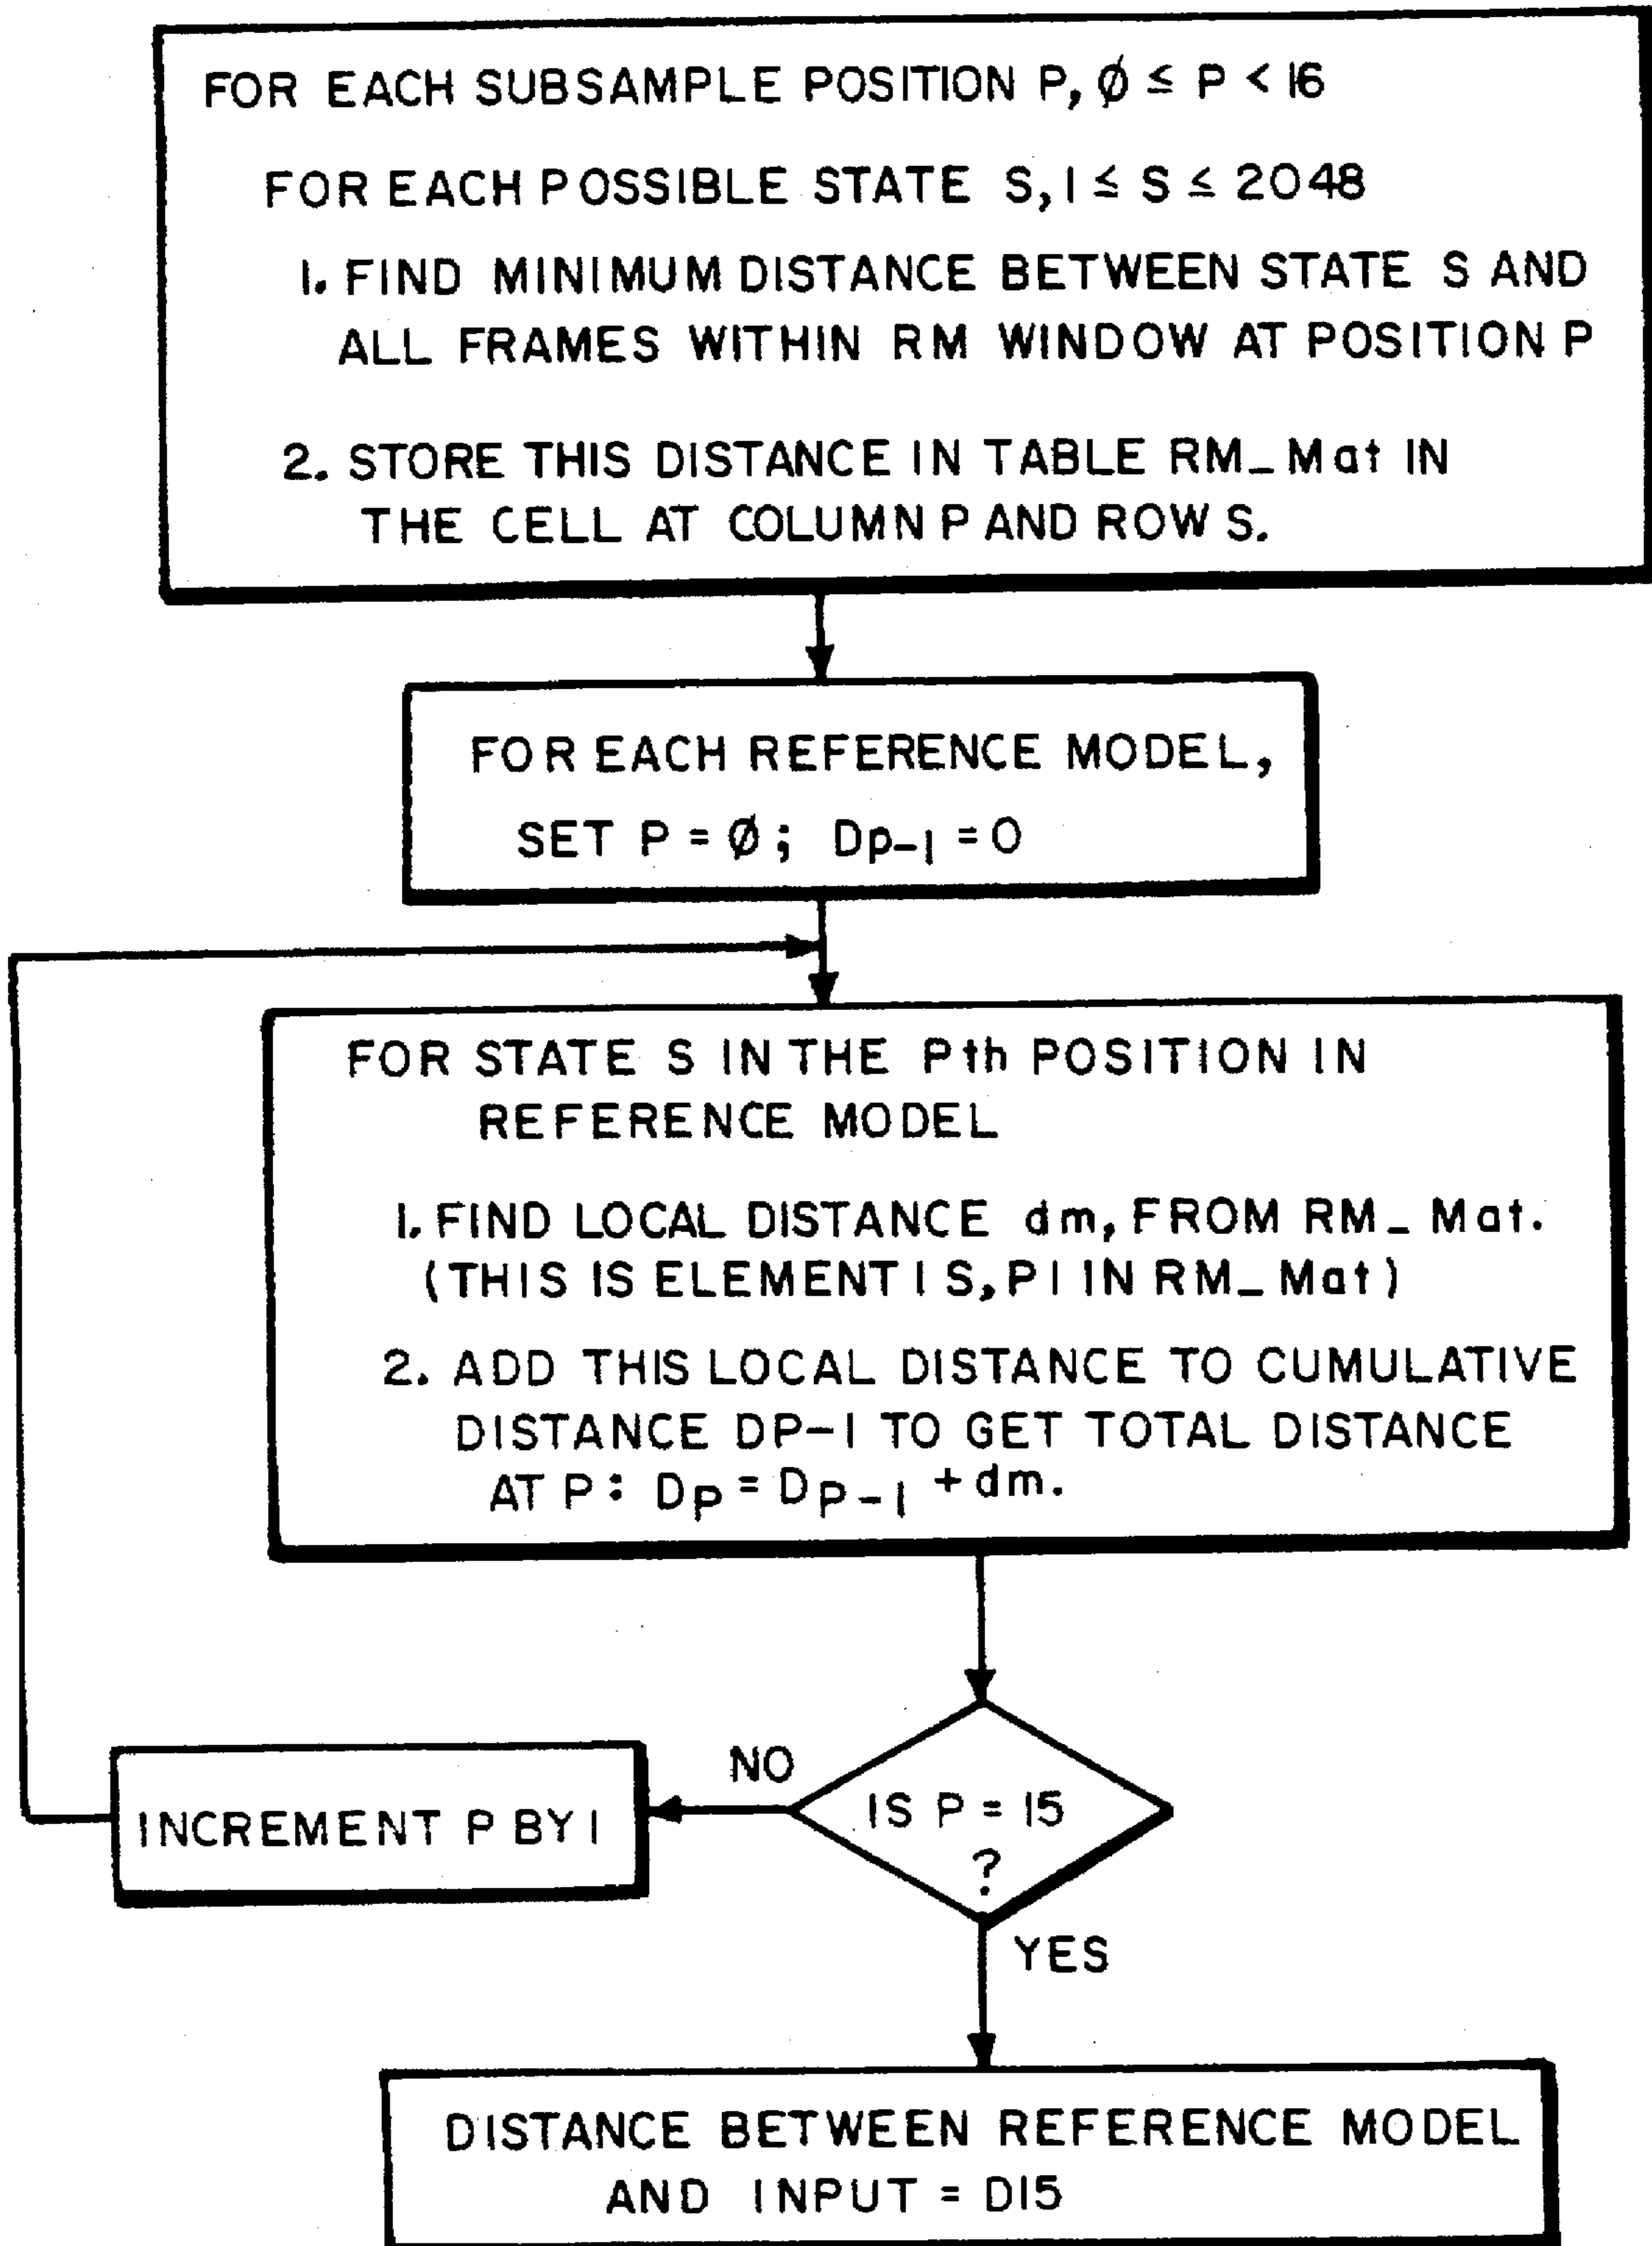 FOR EACH SUBSAMPLE POSITION P, ∅ ≤ P < 16
FOR EACH POSSIBLE STATE S, 1 ≤ S ≤ 2048
1. FIND MINIMUM DISTANCE BETWEEN STATE S AND
ALL FRAMES WITHIN RM WINDOW AT POSITION P
2. STORE THIS DISTANCE IN TABLE RM_Mat IN
THE CELL AT COLUMN P AND ROW S.
FOR EACH REFERENCE MODEL,
SET P = ∅; Dp-1 = 0
FOR STATE S IN THE Pth POSITION IN
REFERENCE MODEL
1. FIND LOCAL DISTANCE dm, FROM RM_Mat.
(THIS IS ELEMENT | S, P | IN RM_Mat)
2. ADD THIS LOCAL DISTANCE TO CUMULATIVE
DISTANCE DP-1 TO GET TOTAL DISTANCE
AT P: DP = DP-1 + dm.
NO
IS P = 15
?
INCREMENT P BY 1
YES
DISTANCE BETWEEN REFERENCE MODEL
AND INPUT = D15